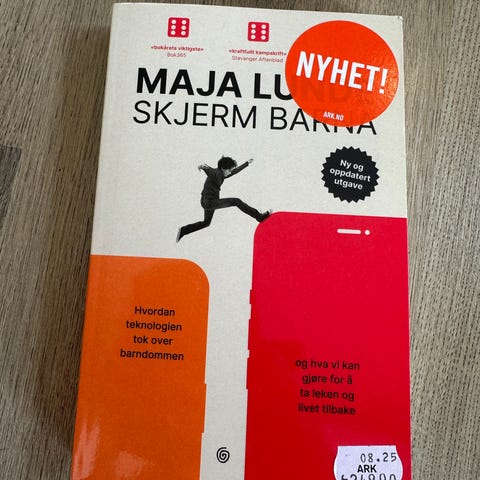 «bokårets viktigste»
Bok365
«kraftfullt kampskrift»
Stavanger Aftenblad
NYHET!
ARK.NO
MAJA
SKJERM BARNA
Ny og
oppdatert
utgave
Hvordan
teknologien
tok over
barndommen
og hva vi kan
gjøre for å
ta leken og
livet tilbake
08.25
ARK